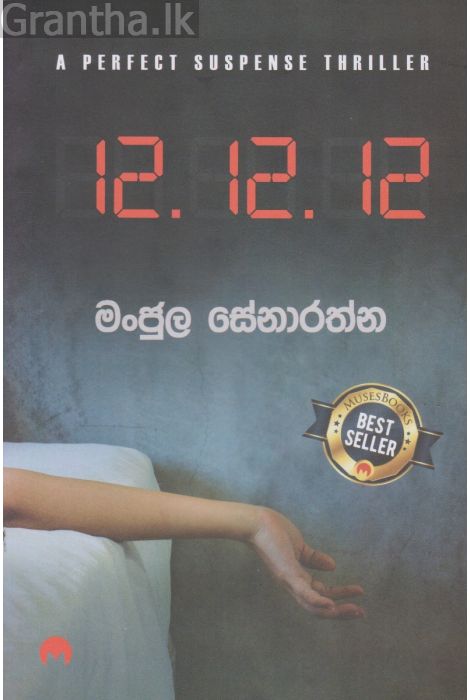 Grantha.lk
A PERFECT SUSPENSE THRILLER
12.12.12
මංජුල සේනාරත්න
MUSESBOOKS
BEST
SELLER